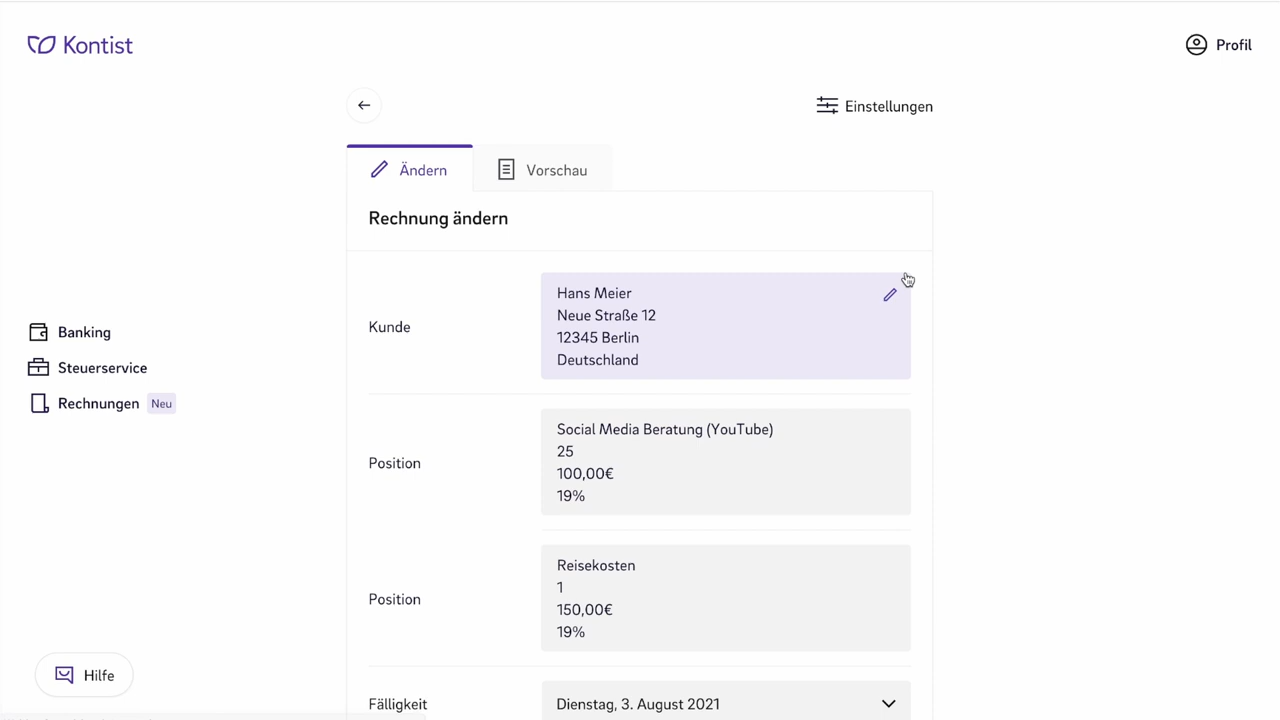 Kontist
Profil
Einstellungen
Ändern
Vorschau
Rechnung ändern
Kunde
Hans Meier
Neue Straße 12
12345 Berlin
Deutschland
Banking
Steuerservice
Rechnungen Neu
Position
Social Media Beratung (YouTube)
25
100,00€
19%
Position
Reisekosten
1
150,00€
19%
Hilfe
Fälligkeit
Dienstag, 3. August 2021